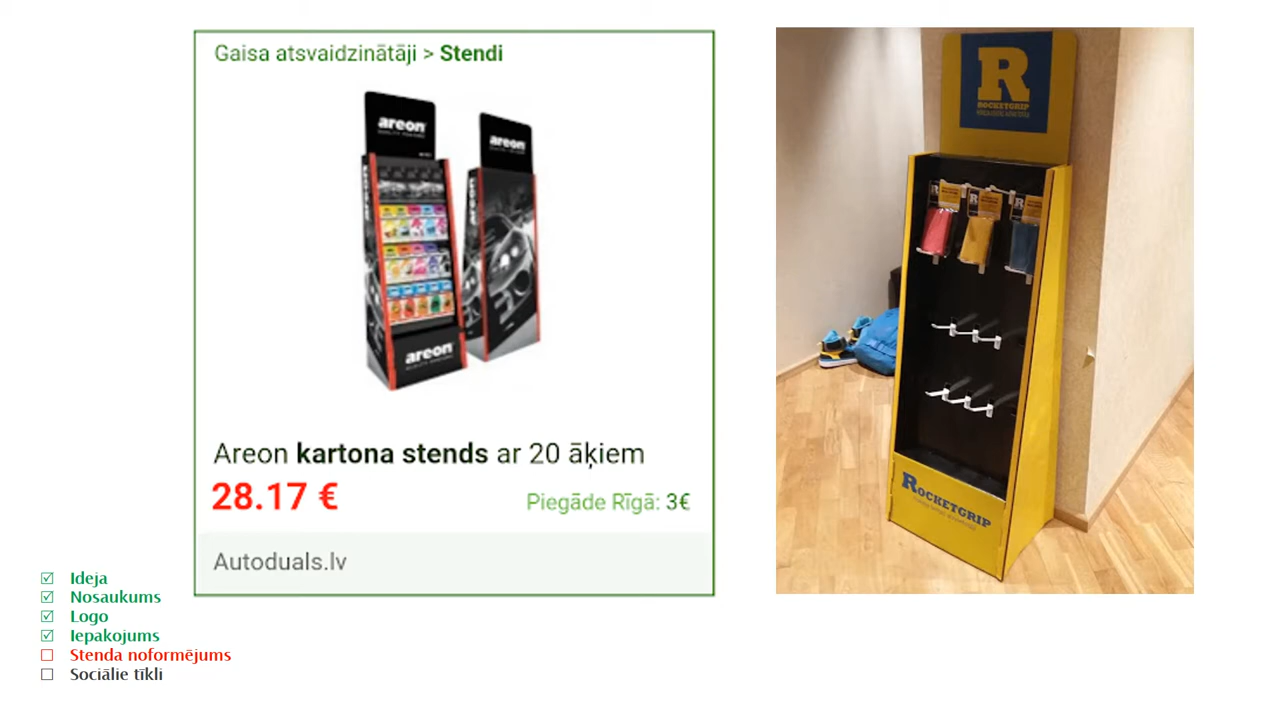 Gaisa atsvaidzinātāji > Stendi
areon
areon
areon
areon
Areon kartona stends ar 20 āķiem
28.17 €
Piegāde Rīgā: 3€
Autoduals.lv
R
ROCKETGRIP
R
ROCKETGRIP
☑ Ideja
☑ Nosaukums
☑ Logo
☑ Iepakojums
☐ Stenda noformējums
☐ Sociālie tīkli